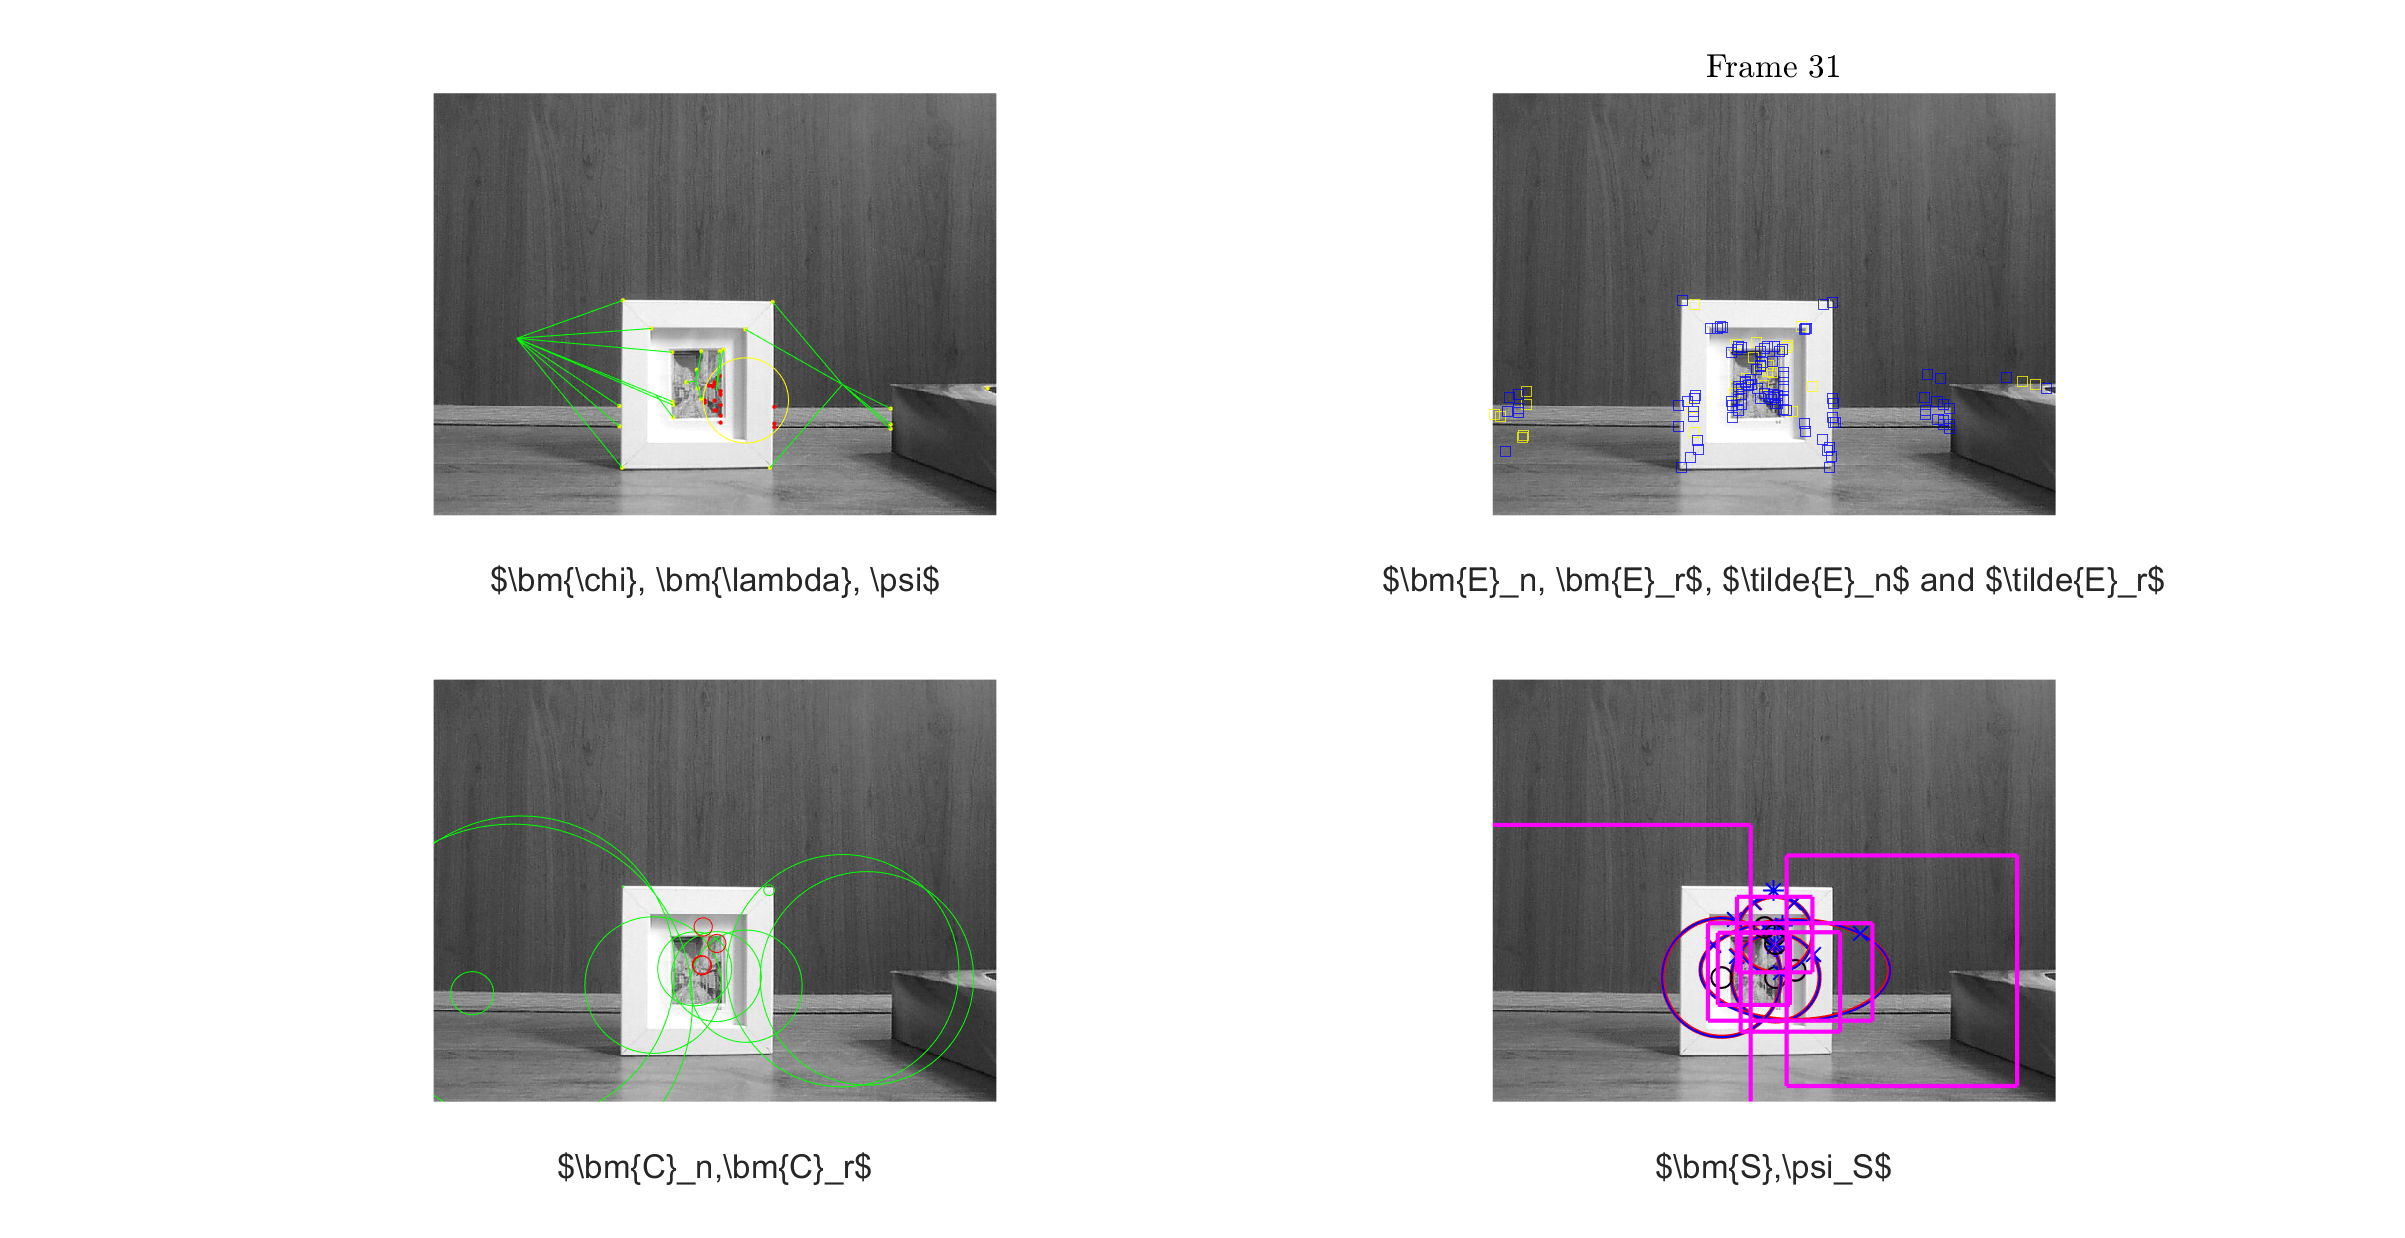 Frame 31
$\bm{\chi}, \bm{\lambda}, \psi$
$\bm{E}_n, \bm{E}_r$, $\tilde{E}_n$ and $\tilde{E}_r$
$\bm{C}_n,\bm{C}_r$
$\bm{S},\psi_S$